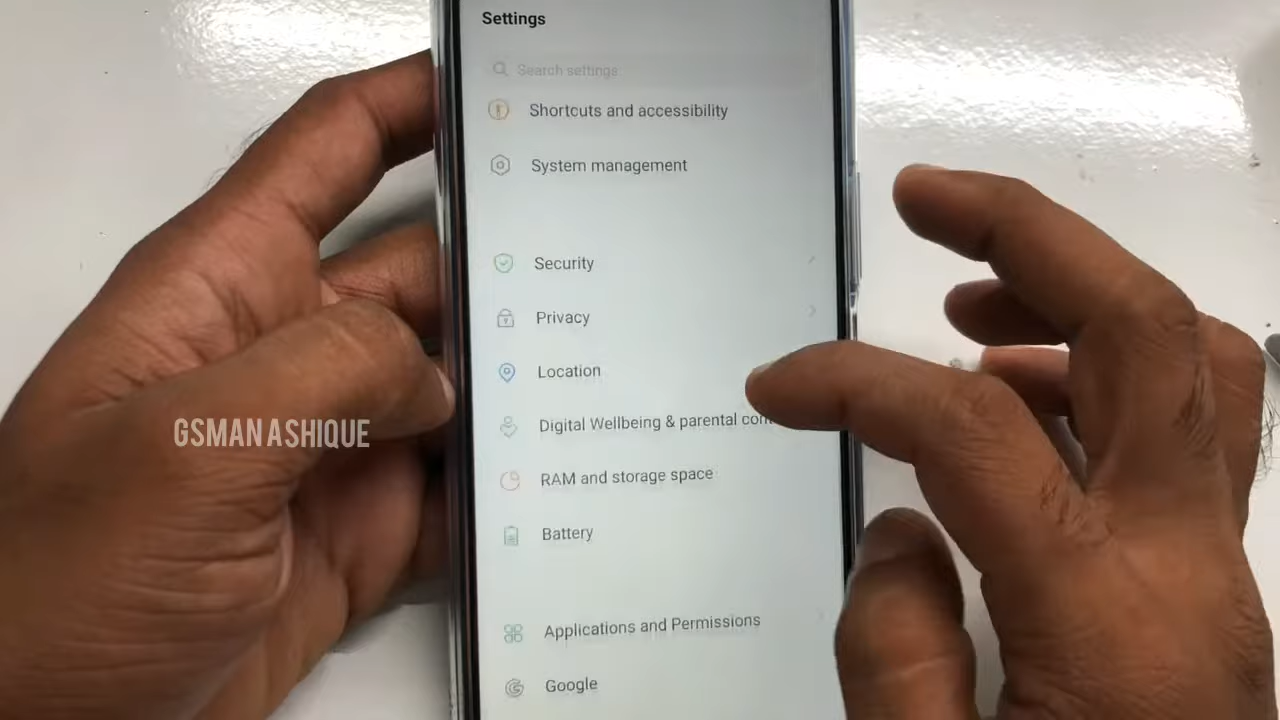 Settings
Search settings
Shortcuts and accessibility
System management
Security
Privacy
Location
Digital Wellbeing & parental
RAM and storage space
Battery
Applications and Permissions
Google
GSMAN ASHIQUE